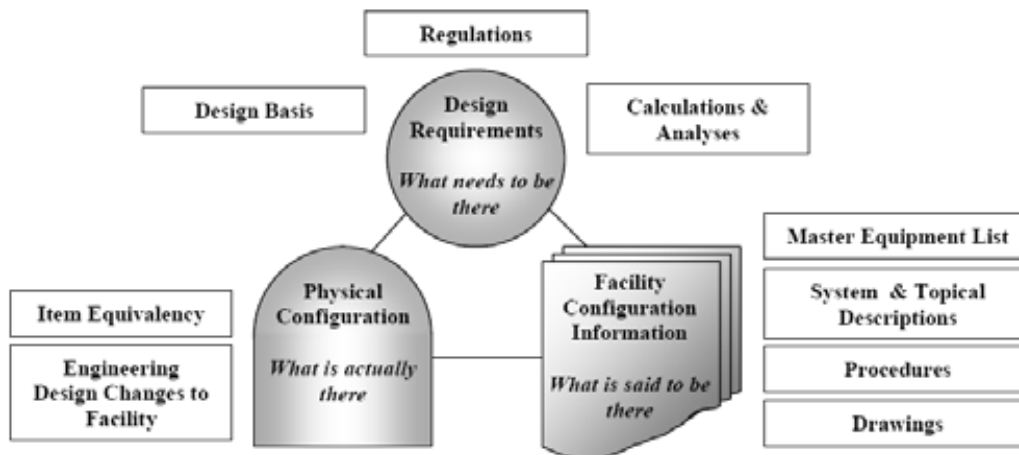 Regulations
Design Basis
Design
Requirements
What needs to be
there
Calculations &
Analyses
Physical
Configuration
What is actually
there
Item Equivalency
Engineering
Design Changes to
Facility
Facility
Configuration
Information
What is said to be
there
Master Equipment List
System & Topical
Descriptions
Procedures
Drawings